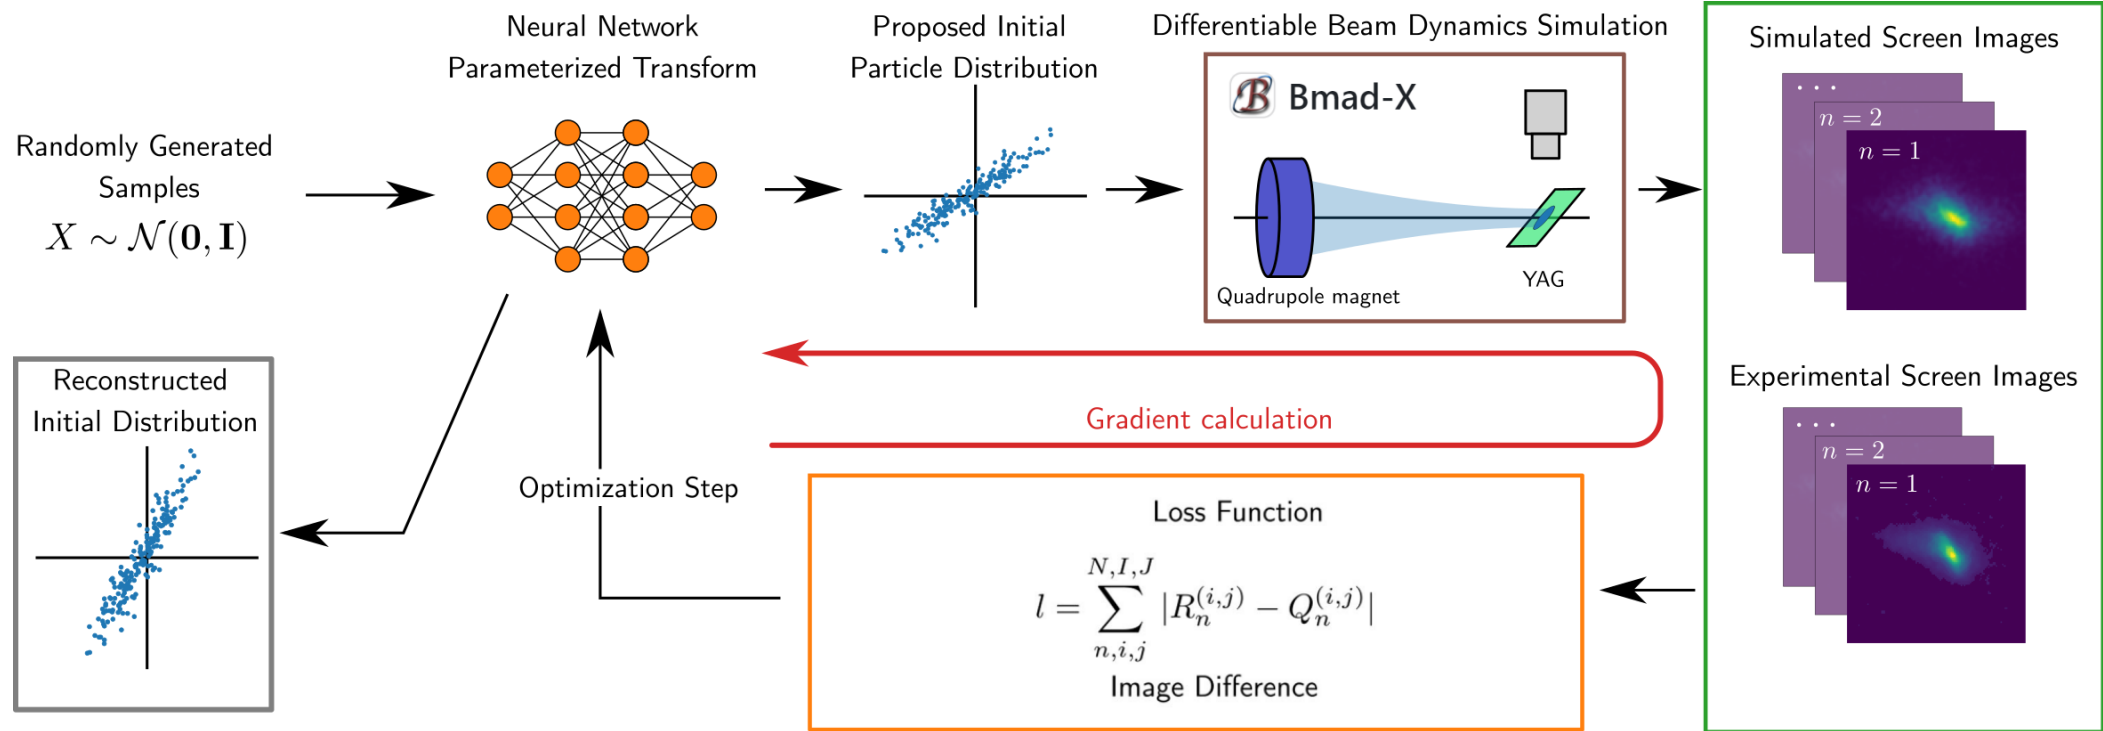 Randomly Generated
Samples
X ∼ 𝒩(𝟎, 𝐈)
Neural Network
Parameterized Transform
Proposed Initial
Particle Distribution
Differentiable Beam Dynamics Simulation
B Bmad-X
Quadrupole magnet
YAG
Simulated Screen Images
. . .
n = 2
n = 1
Experimental Screen Images
. . .
n = 2
n = 1
Gradient calculation
Loss Function
l = ∑_{n,i,j}^{N,I,J} |R_n^{(i,j)} − Q_n^{(i,j)}|
Image Difference
Optimization Step
Reconstructed
Initial Distribution